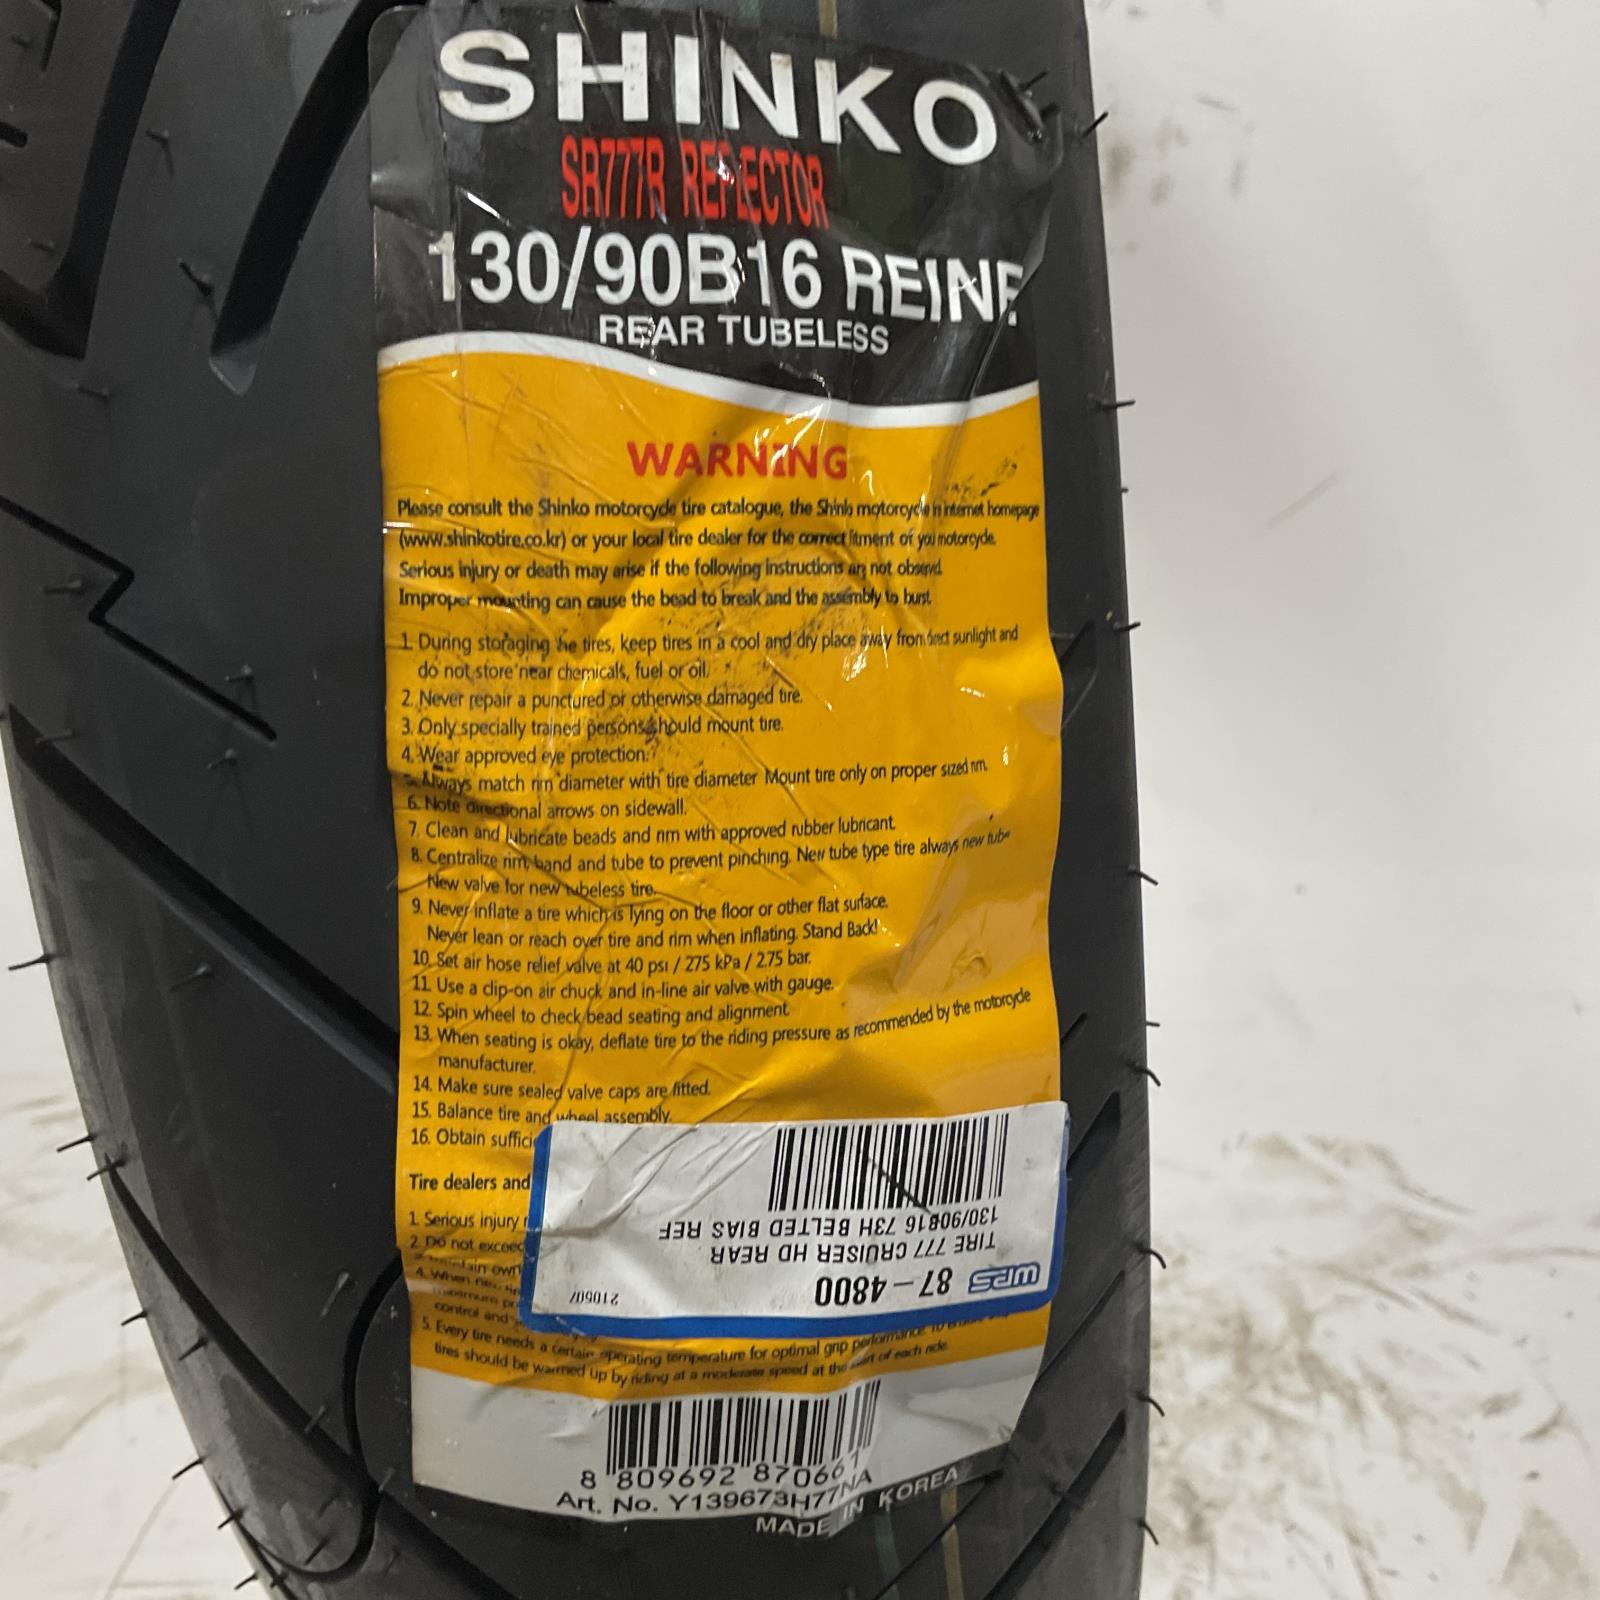 SHINKO
SR777R REFLECTOR
130/90B16 REINF
REAR TUBELESS
WARNING
Please consult the Shinko motorcycle tire catalogue, the Shinko motorcycle internet homepage
(www.shinkotire.co.kr) or your local tire dealer for the correct fitment of you motorcycle.
Serious injury or death may arise if the following instructions are not observed.
Improper mounting can cause the bead to break and the assembly to burst.
1. During storaging the tires, keep tires in a cool and dry place away from direct sunlight and
do not store near chemicals, fuel or oil.
2. Never repair a punctured or otherwise damaged tire.
3. Only specially trained persons should mount tire.
4. Wear approved eye protection.
5. Always match rim diameter with tire diameter Mount tire only on proper sized rim.
6. Note directional arrows on sidewall.
7. Clean and lubricate beads and rim with approved rubber lubricant.
8. Centralize rim, band and tube to prevent pinching. New tube type tire always new tube
New valve for new tubeless tire.
9. Never inflate a tire which is lying on the floor or other flat surface.
Never lean or reach over tire and rim when inflating. Stand Back!
10. Set air hose relief valve at 40 psi / 275 kPa / 2.75 bar.
11. Use a clip-on air chuck and in-line air valve with gauge.
12. Spin wheel to check bead seating and alignment
13. When seating is okay, deflate tire to the riding pressure as recommended by the motorcycle
manufacturer.
14. Make sure sealed valve caps are fitted.
15. Balance tire and wheel assembly.
16. Obtain
Tire dealers and
1. Serious injury
2. Do not exceed
own
4. When
control and
5. Every tire needs a certain operating temperature for optimal grip performance. To
tires should be warmed up by riding at a moderate speed at the start of each ride.
WPS 87-4800 210507
TIRE 777 CRUISER HD REAR
130/90B16 73H BELTED BIAS REF
8 809692 870661
Art. No. Y139673H77NA
MADE IN KOREA